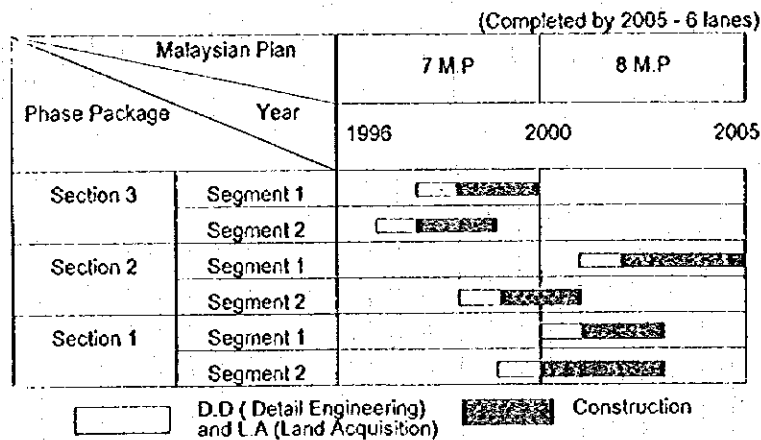 (Completed by 2005 - 6 lanes)
Malaysian Plan
7 M.P
8 M.P
Phase Package
Year
1996
2000
2005
Section 3
Segment 1
Segment 2
Section 2
Segment 1
Segment 2
Section 1
Segment 1
Segment 2
D.D ( Detail Engineering)
and L.A (Land Acquisition)
Construction